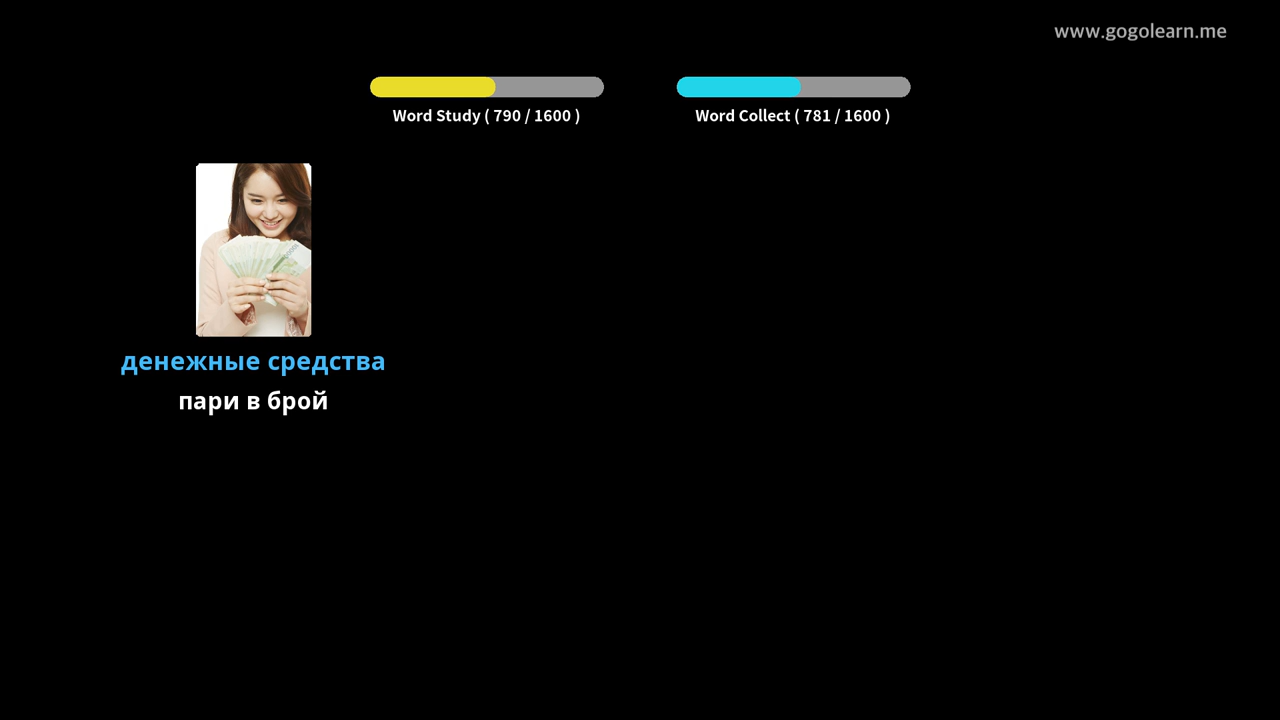 www.gogolearn.me
Word Study ( 790 / 1600 )
Word Collect ( 781 / 1600 )
денежные средства
пари в брой